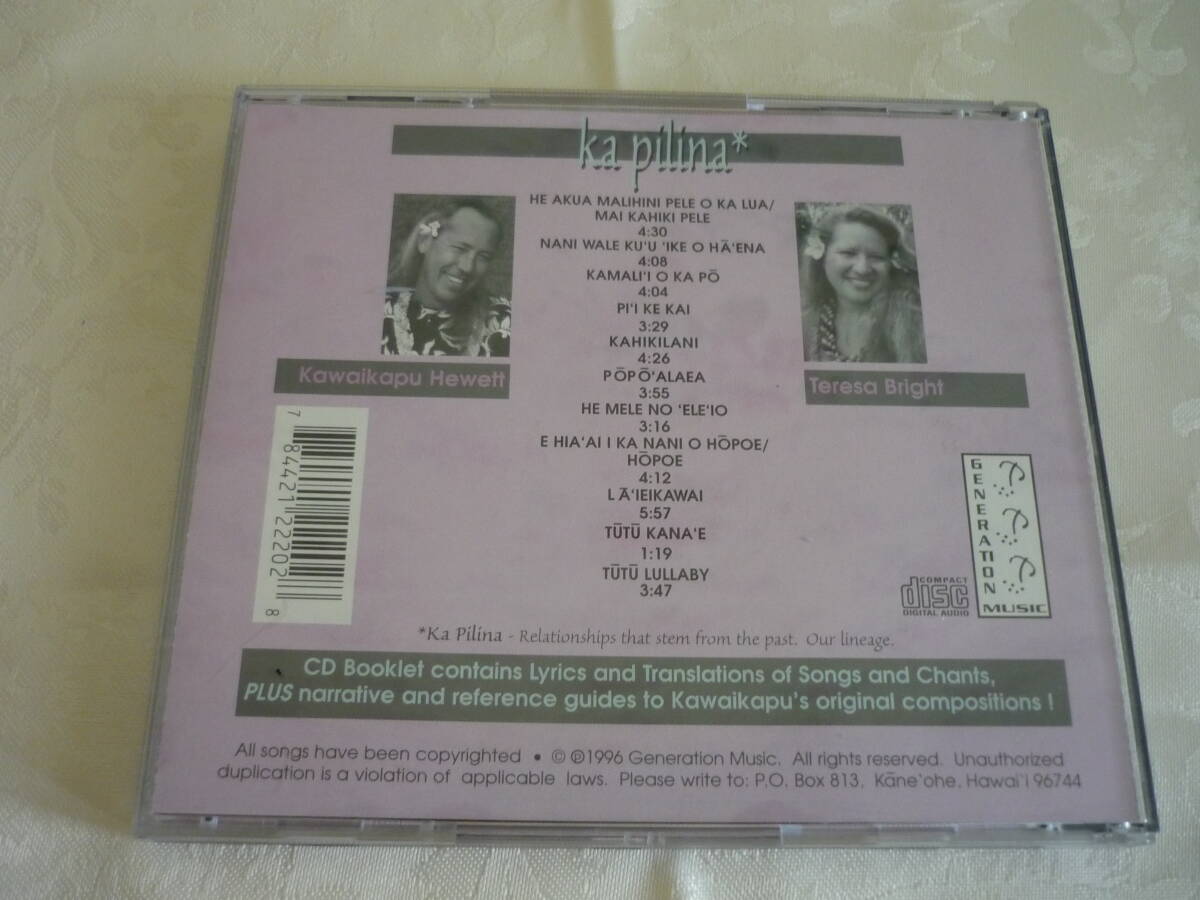 ka pilina*
HE AKUA MALIHINI PELE O KA LUA/
MAI KAHIKI PELE
4:30
NANI WALE KU'U 'IKE O HĀ'ENA
4:08
KAMALI'I O KA PŌ
4:04
PI'I KE KAI
3:29
KAHIKILANI
4:26
PŌPŌ'ALAEA
3:55
HE MELE NO 'ELE'IO
3:16
E HIA'AI I KA NANI O HŌPOE/
HŌPOE
4:12
LĀ'IEIKAWAI
5:57
TŪTŪ KANA'E
1:19
TŪTŪ LULLABY
3:47
Kawaikapu Hewett
Teresa Bright
7 84421 22202 8
GENERATION
MUSIC
COMPACT
disc
DIGITAL AUDIO
*Ka Pilina - Relationships that stem from the past. Our lineage.
CD Booklet contains Lyrics and Translations of Songs and Chants,
PLUS narrative and reference guides to Kawaikapu's original compositions !
All songs have been copyrighted • © ℗1996 Generation Music. All rights reserved. Unauthorized
duplication is a violation of applicable laws. Please write to: P.O. Box 813, Kāne'ohe, Hawai'i 96744